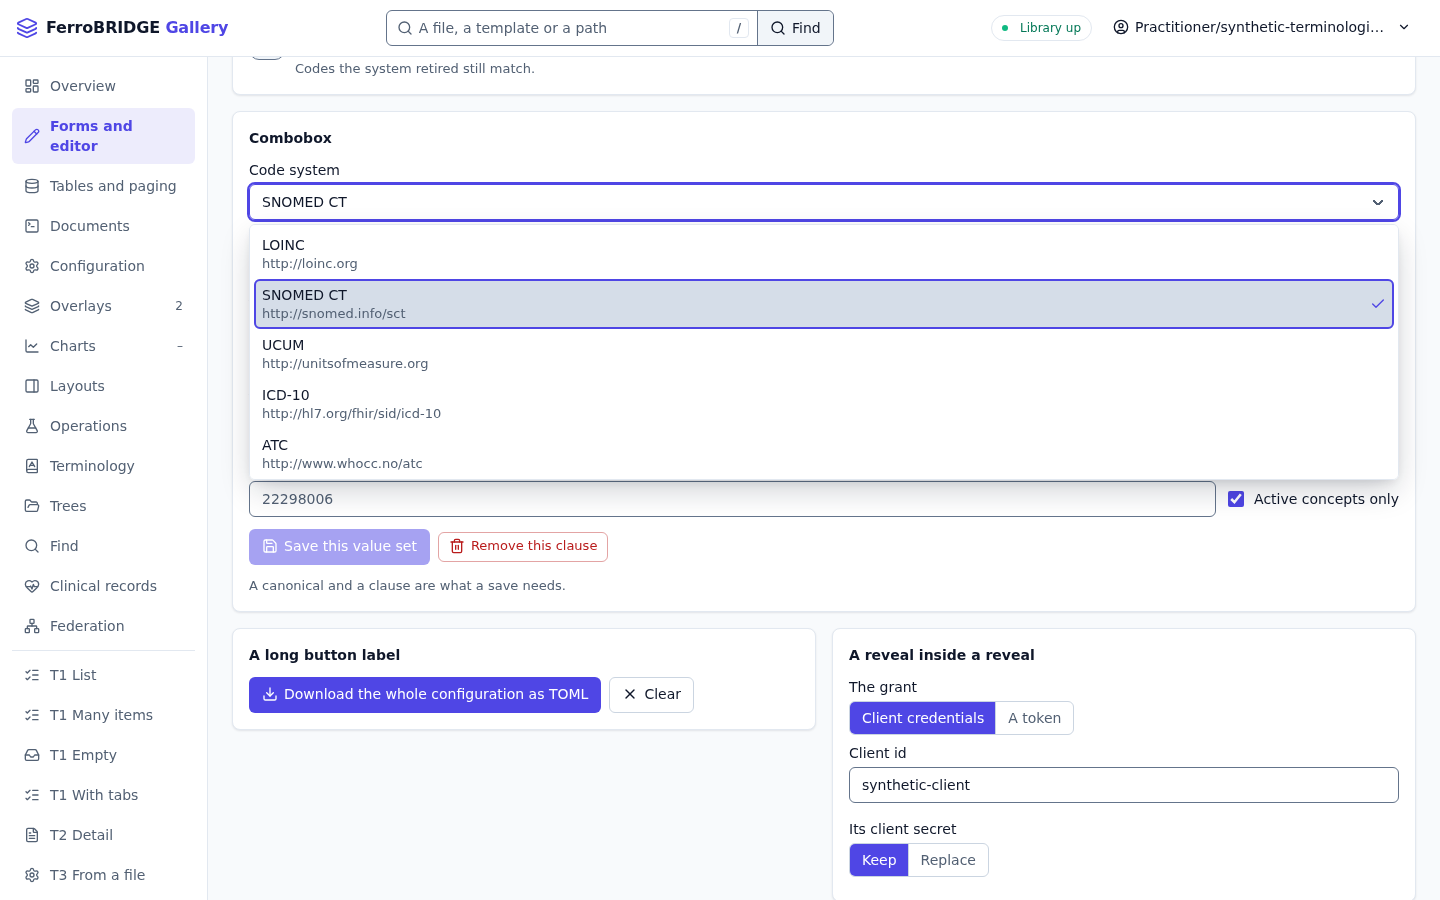 FerroBRIDGE Gallery
A file, a template or a path
/
Find
Library up
Practitioner/synthetic-terminologi...
Overview
Forms and
editor
Tables and paging
Documents
Configuration
Overlays 2
Charts –
Layouts
Operations
Terminology
Trees
Find
Clinical records
Federation
T1 List
T1 Many items
T1 Empty
T1 With tabs
T2 Detail
T3 From a file
Codes the system retired still match.
Combobox
Code system
SNOMED CT
LOINC
http://loinc.org
SNOMED CT
http://snomed.info/sct
UCUM
http://unitsofmeasure.org
ICD-10
http://hl7.org/fhir/sid/icd-10
ATC
http://www.whocc.no/atc
22298006
Active concepts only
Save this value set
Remove this clause
A canonical and a clause are what a save needs.
A long button label
Download the whole configuration as TOML
Clear
A reveal inside a reveal
The grant
Client credentials
A token
Client id
synthetic-client
Its client secret
Keep
Replace